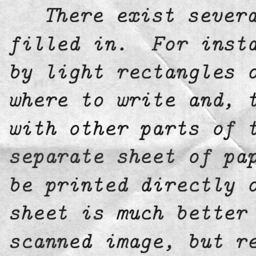 There exist severa
filled in. For insta
by light rectangles o
where to write and, t
with other parts of t
separate sheet of pap
be printed directly o
sheet is much better
scanned image, but re